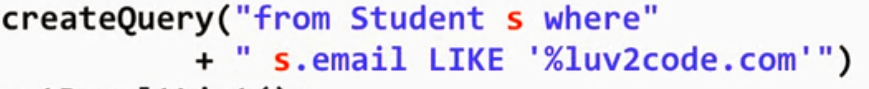 createQuery("from Student s where"
+ " s.email LIKE '%luv2code.com'")